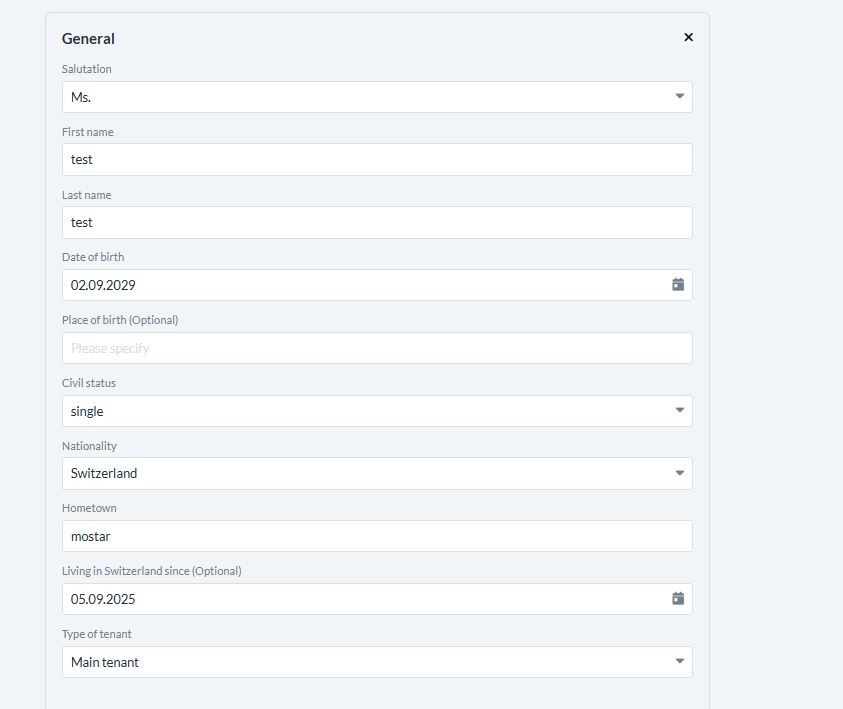 General
Salutation
Ms.
First name
test
Last name
test
Date of birth
02.09.2029
Place of birth (Optional)
Please specify
Civil status
single
Nationality
Switzerland
Hometown
mostar
Living in Switzerland since (Optional)
05.09.2025
Type of tenant
Main tenant